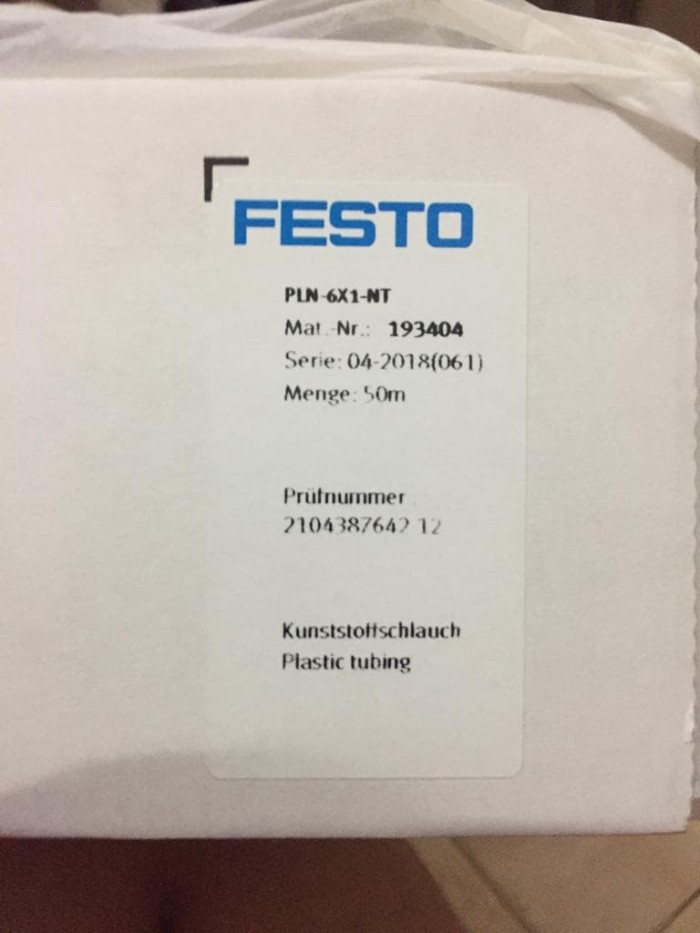 FESTO
PLN-6X1-NT
Mat.-Nr.: 193404
Serie: 04-2018(061)
Menge: 50m
Prüfnummer
2104387642 12
Kunststoffschlauch
Plastic tubing